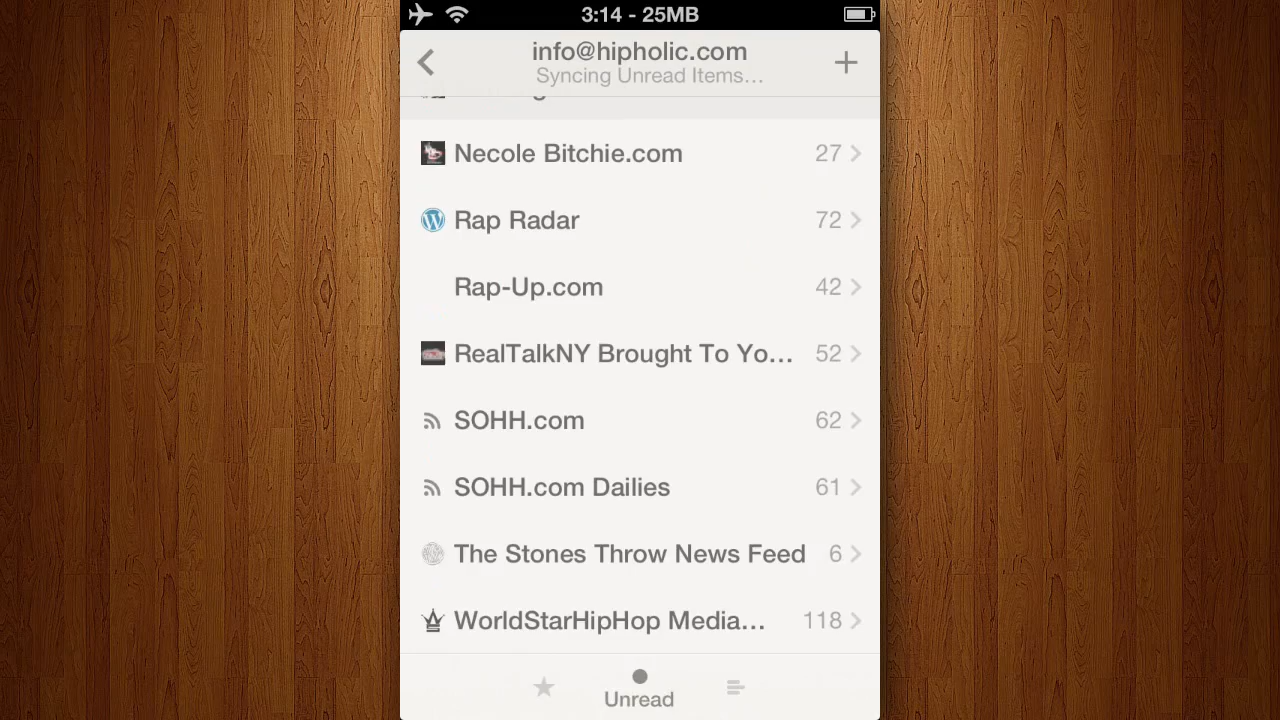 3:14 - 25MB
info@hipholic.com
Syncing Unread Items...
Necole Bitchie.com 27
Rap Radar 72
Rap-Up.com 42
RealTalkNY Brought To Yo... 52
SOHH.com 62
SOHH.com Dailies 61
The Stones Throw News Feed 6
WorldStarHipHop Media... 118
Unread